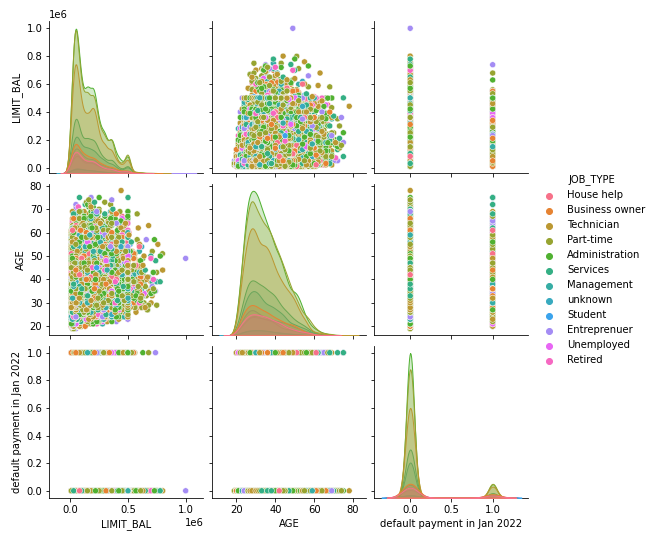 1e6
1.0
0.8
0.6
0.4
0.2
0.0
LIMIT_BAL
80
70
60
50
40
30
20
AGE
1.0
0.8
0.6
0.4
0.2
0.0
default payment in Jan 2022
0.0 0.5 1.0
1e6
LIMIT_BAL
20 40 60 80
AGE
0.0 0.5 1.0
default payment in Jan 2022
JOB_TYPE
House help
Business owner
Technician
Part-time
Administration
Services
Management
unknown
Student
Entreprenuer
Unemployed
Retired